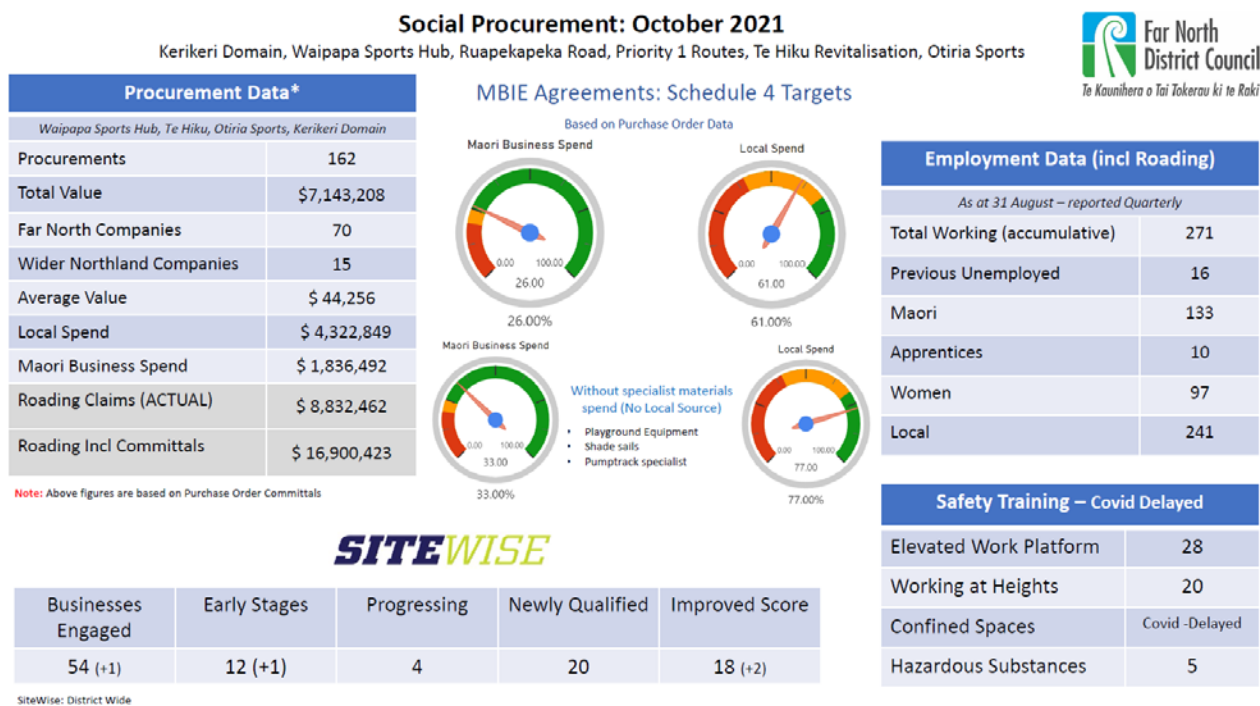 Social Procurement: October 2021
Kerikeri Domain, Waipapa Sports Hub, Ruapekapeka Road, Priority 1 Routes, Te Hiku Revitalisation, Otiria Sports
Far North
District Council
Te Kaunihera o Tai Tokerau ki te Raki
Procurement Data*
Waipapa Sports Hub, Te Hiku, Otiria Sports, Kerikeri Domain
Procurements 162
Total Value $7,143,208
Far North Companies 70
Wider Northland Companies 15
Average Value $ 44,256
Local Spend $ 4,322,849
Maori Business Spend $ 1,836,492
Roading Claims (ACTUAL) $ 8,832,462
Roading Incl Committals $ 16,900,423
Note: Above figures are based on Purchase Order Committals
MBIE Agreements: Schedule 4 Targets
Based on Purchase Order Data
Maori Business Spend
0.00 100.00
26.00
26.00%
Local Spend
0.00 100.00
61.00
61.00%
Maori Business Spend
0.00 100.00
33.00
33.00%
Without specialist materials
spend (No Local Source)
• Playground Equipment
• Shade sails
• Pumptrack specialist
Local Spend
0.00 100.00
77.00
77.00%
Employment Data (incl Roading)
As at 31 August – reported Quarterly
Total Working (accumulative) 271
Previous Unemployed 16
Maori 133
Apprentices 10
Women 97
Local 241
Safety Training – Covid Delayed
Elevated Work Platform 28
Working at Heights 20
Confined Spaces Covid -Delayed
Hazardous Substances 5
SITEWISE
Businesses Engaged Early Stages Progressing Newly Qualified Improved Score
54 (+1) 12 (+1) 4 20 18 (+2)
SiteWise: District Wide